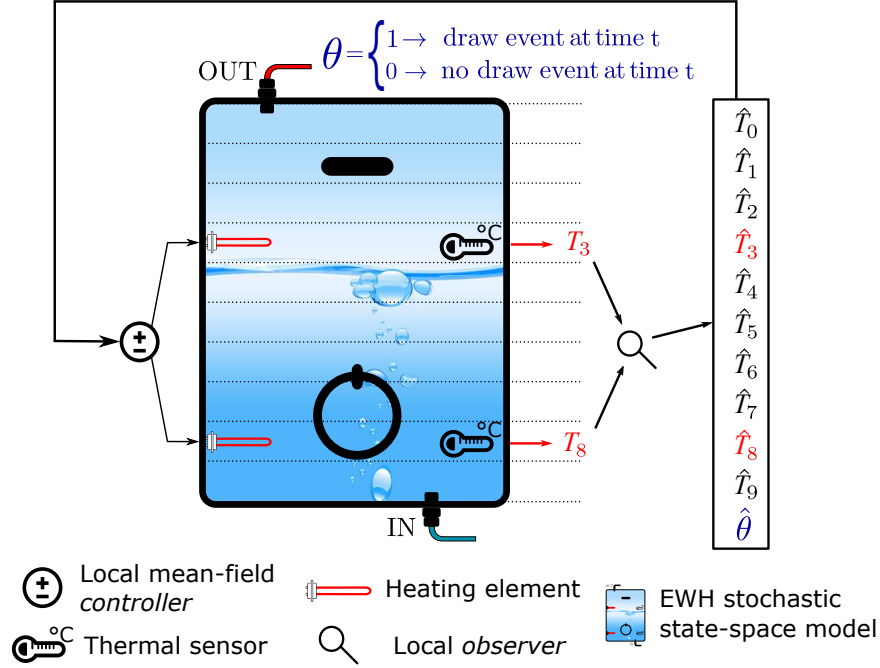 θ = { 1 → draw event at time t
0 → no draw event at time t
OUT
T̂₀
T̂₁
T̂₂
°C
T₃
T̂₃
T̂₄
±
T̂₅
T̂₆
T̂₇
°C
T₈
T̂₈
T̂₉
IN
θ̂
± Local mean-field
controller
Heating element
EWH stochastic
state-space model
°C Thermal sensor
Local observer